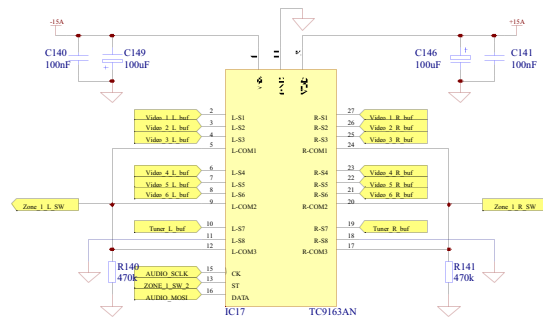 -15A
+15A
C140
100nF
C149
100uF
C146
100uF
C141
100nF
Video_1_L_buf 2 L-S1 R-S1 27 Video_1_R_buf
Video_2_L_buf 3 L-S2 R-S2 26 Video_2_R_buf
Video_3_L_buf 4 L-S3 R-S3 25 Video_3_R_buf
5 L-COM1 R-COM1 24
Video_4_L_buf 6 L-S4 R-S4 23 Video_4_R_buf
Video_5_L_buf 7 L-S5 R-S5 22 Video_5_R_buf
Video_6_L_buf 8 L-S6 R-S6 21 Video_6_R_buf
Zone_1_L_SW 9 L-COM2 R-COM2 20 Zone_1_R_SW
Tuner_L_buf 10 L-S7 R-S7 19 Tuner_R_buf
11 L-S8 R-S8 18
12 L-COM3 R-COM3 17
R140
470k
R141
470k
AUDIO_SCLK 15 CK
ZONE_1_SW_2 13 ST
AUDIO_MOSI 16 DATA
IC17 TC9163AN